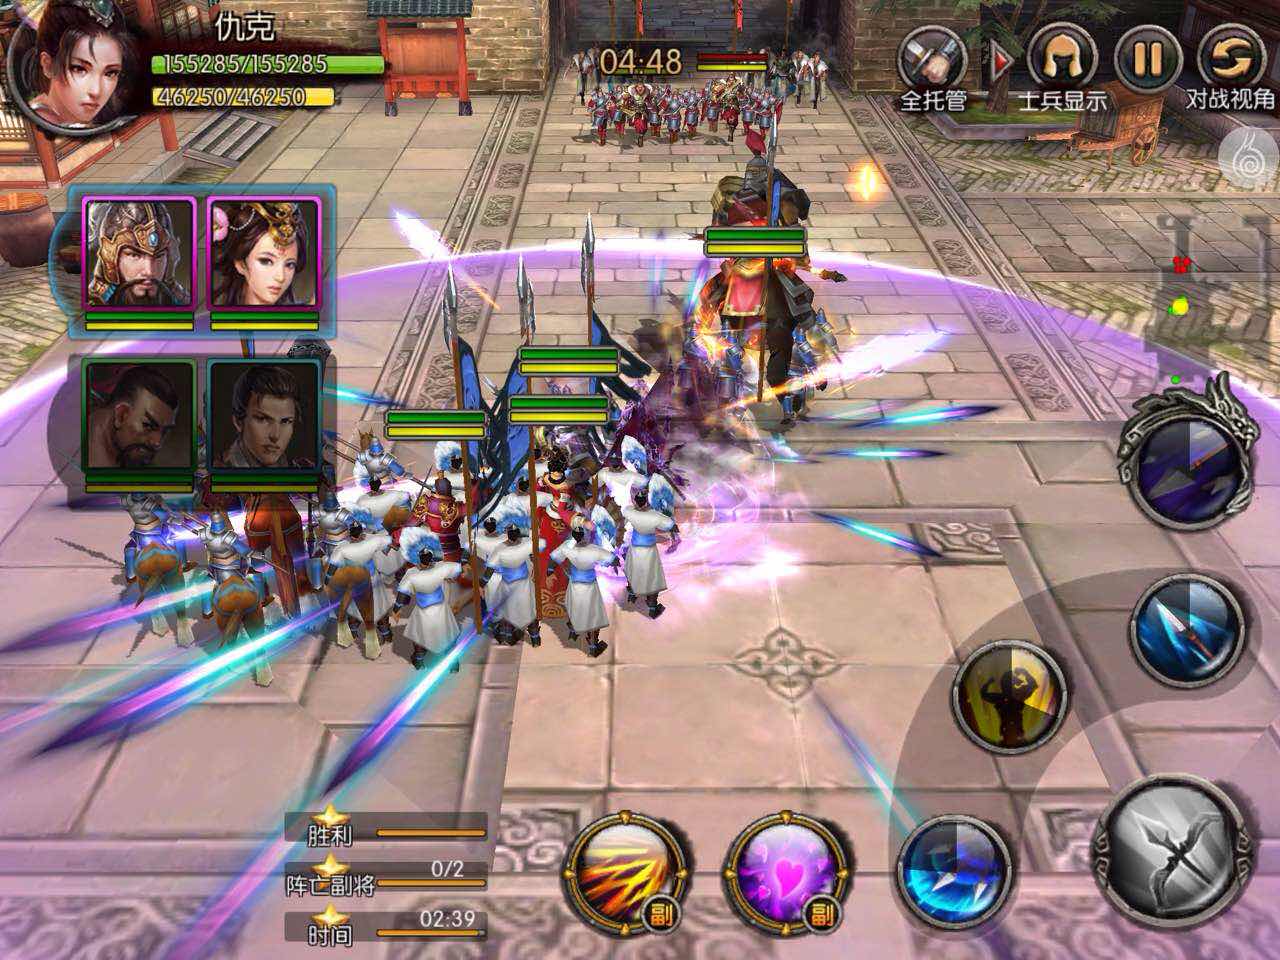 仇克
155285/155285
46250/46250
04:48
全托管
士兵显示
对战视角
胜利
0/2
阵亡副将
02:39
时间
副
副